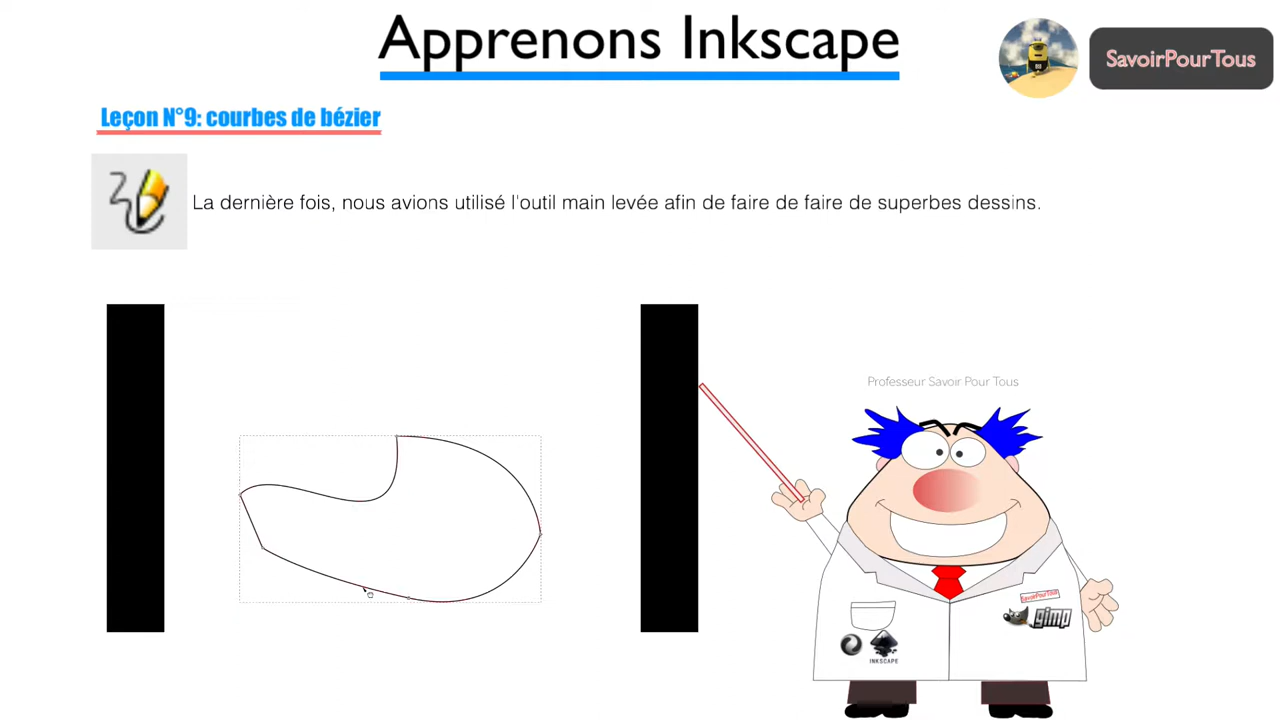 Apprenons Inkscape
SavoirPourTous
Leçon N°9: courbes de bézier
La dernière fois, nous avions utilisé l'outil main levée afin de faire de faire de superbes dessins.
Professeur Savoir Pour Tous
SavoirPourTous
gimp
INKSCAPE